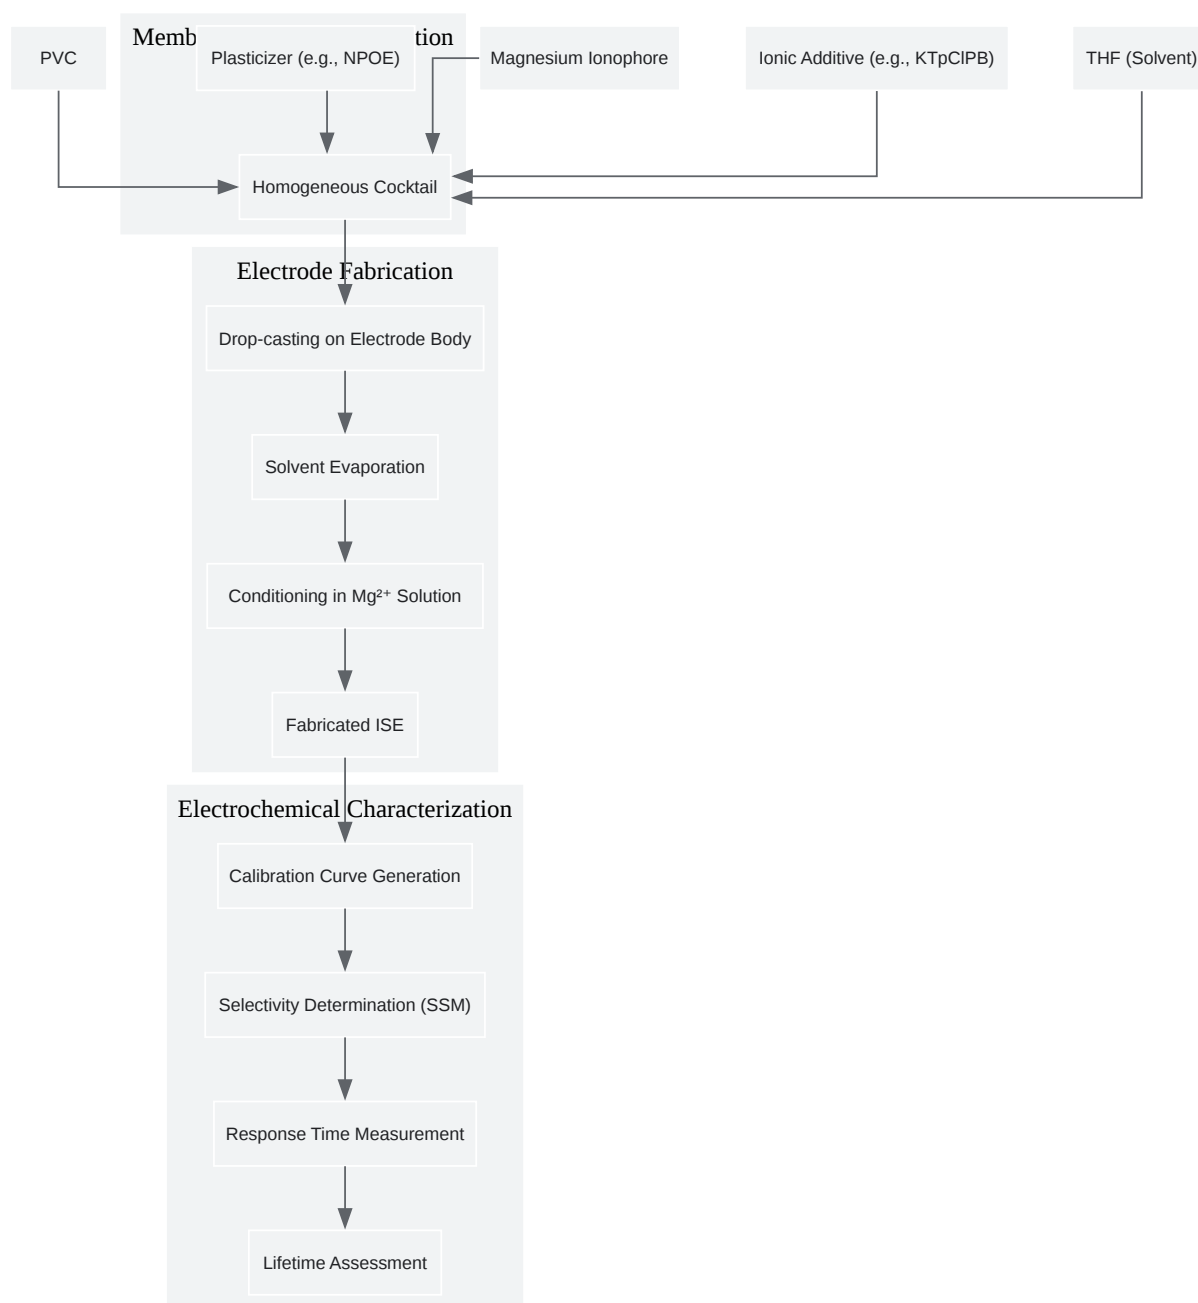 Memb
tion
PVC
Plasticizer (e.g., NPOE)
Magnesium Ionophore
Ionic Additive (e.g., KTpClPB)
THF (Solvent)
Homogeneous Cocktail
Electrode Fabrication
Drop-casting on Electrode Body
Solvent Evaporation
Conditioning in Mg²⁺ Solution
Fabricated ISE
Electrochemical Characterization
Calibration Curve Generation
Selectivity Determination (SSM)
Response Time Measurement
Lifetime Assessment